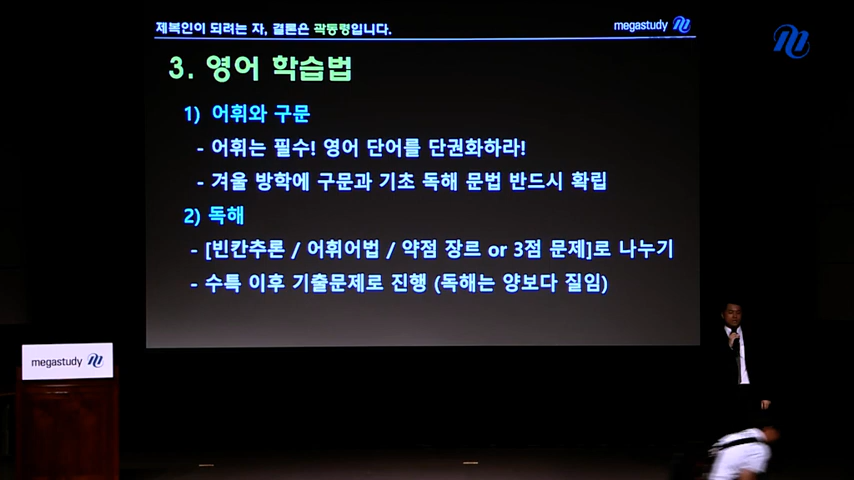 제복인이 되려는 자, 결론은 곽동령입니다.
megastudy
3. 영어 학습법
1) 어휘와 구문
- 어휘는 필수! 영어 단어를 단권화하라!
- 겨울 방학에 구문과 기초 독해 문법 반드시 확립
2) 독해
- [빈칸추론 / 어휘어법 / 약점 장르 or 3점 문제]로 나누기
- 수특 이후 기출문제로 진행 (독해는 양보다 질임)
megastudy